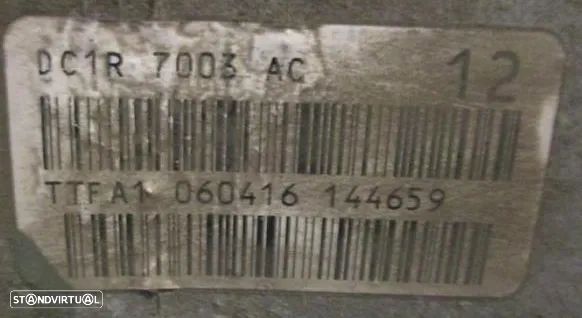 DC1R 7003 AC 12
TTFA1 060416 144659
STANDVIRTUAL